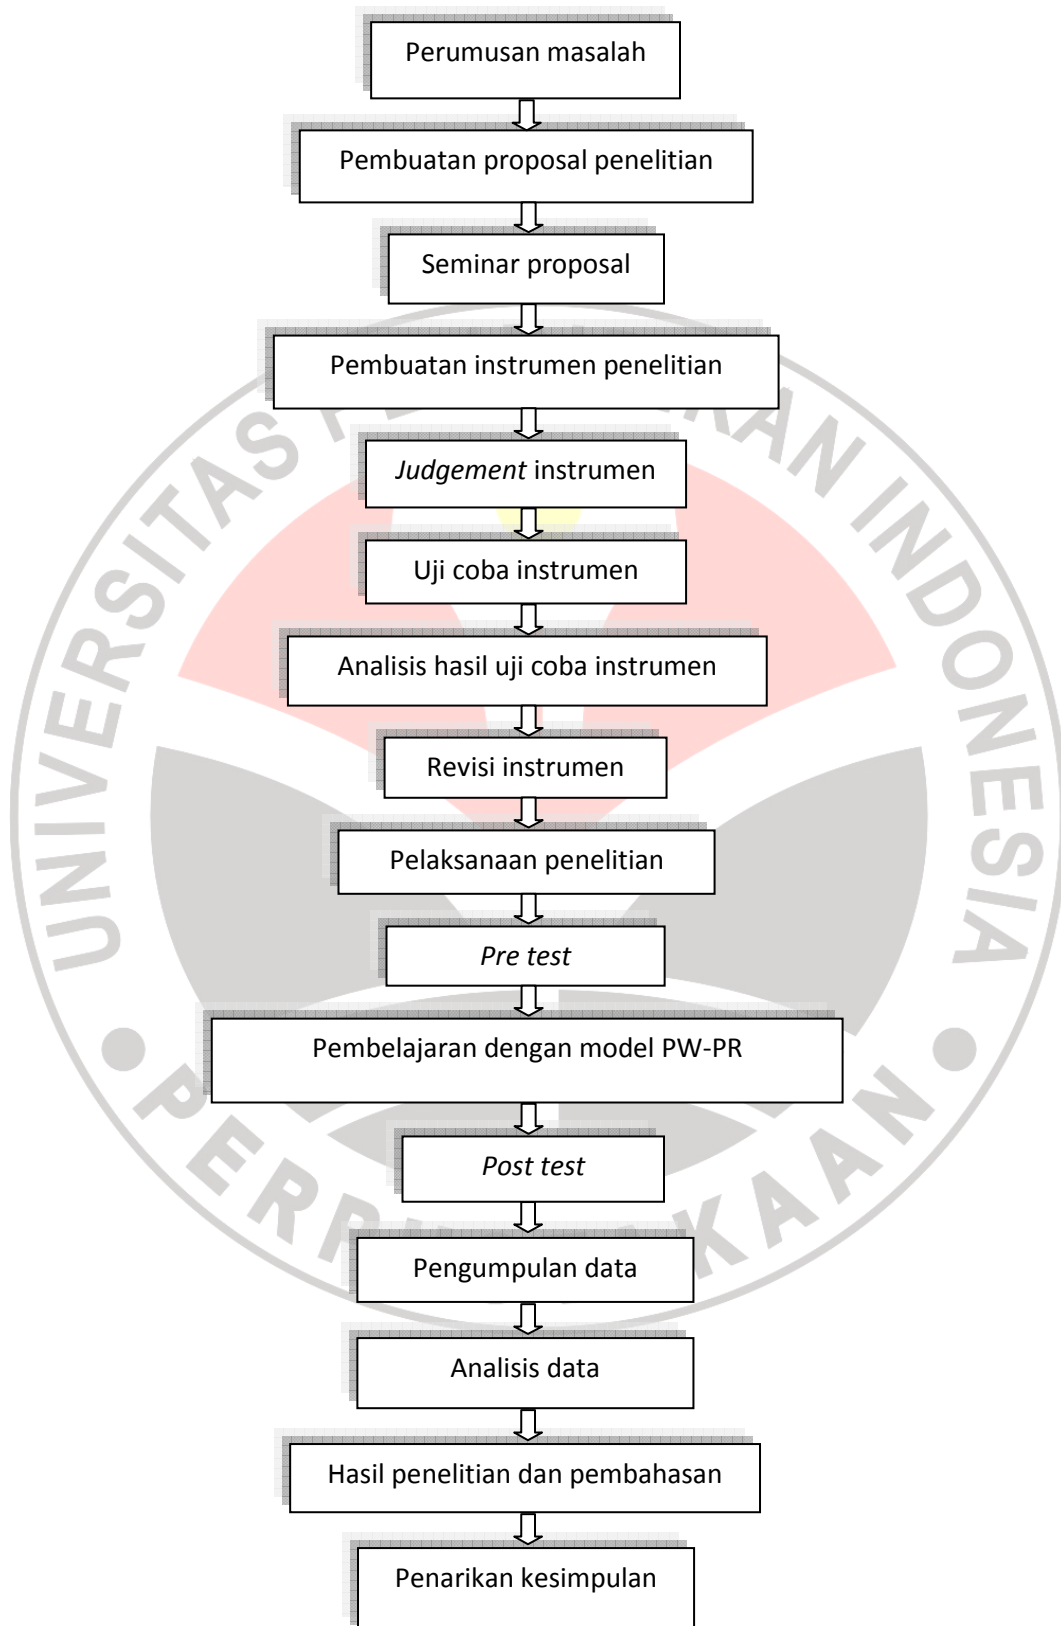 Perumusan masalah
Pembuatan proposal penelitian
Seminar proposal
Pembuatan instrumen penelitian
Judgement instrumen
Uji coba instrumen
Analisis hasil uji coba instrumen
Revisi instrumen
Pelaksanaan penelitian
Pre test
Pembelajaran dengan model PW-PR
Post test
Pengumpulan data
Analisis data
Hasil penelitian dan pembahasan
Penarikan kesimpulan
UNIVERSITAS
INDONESIA